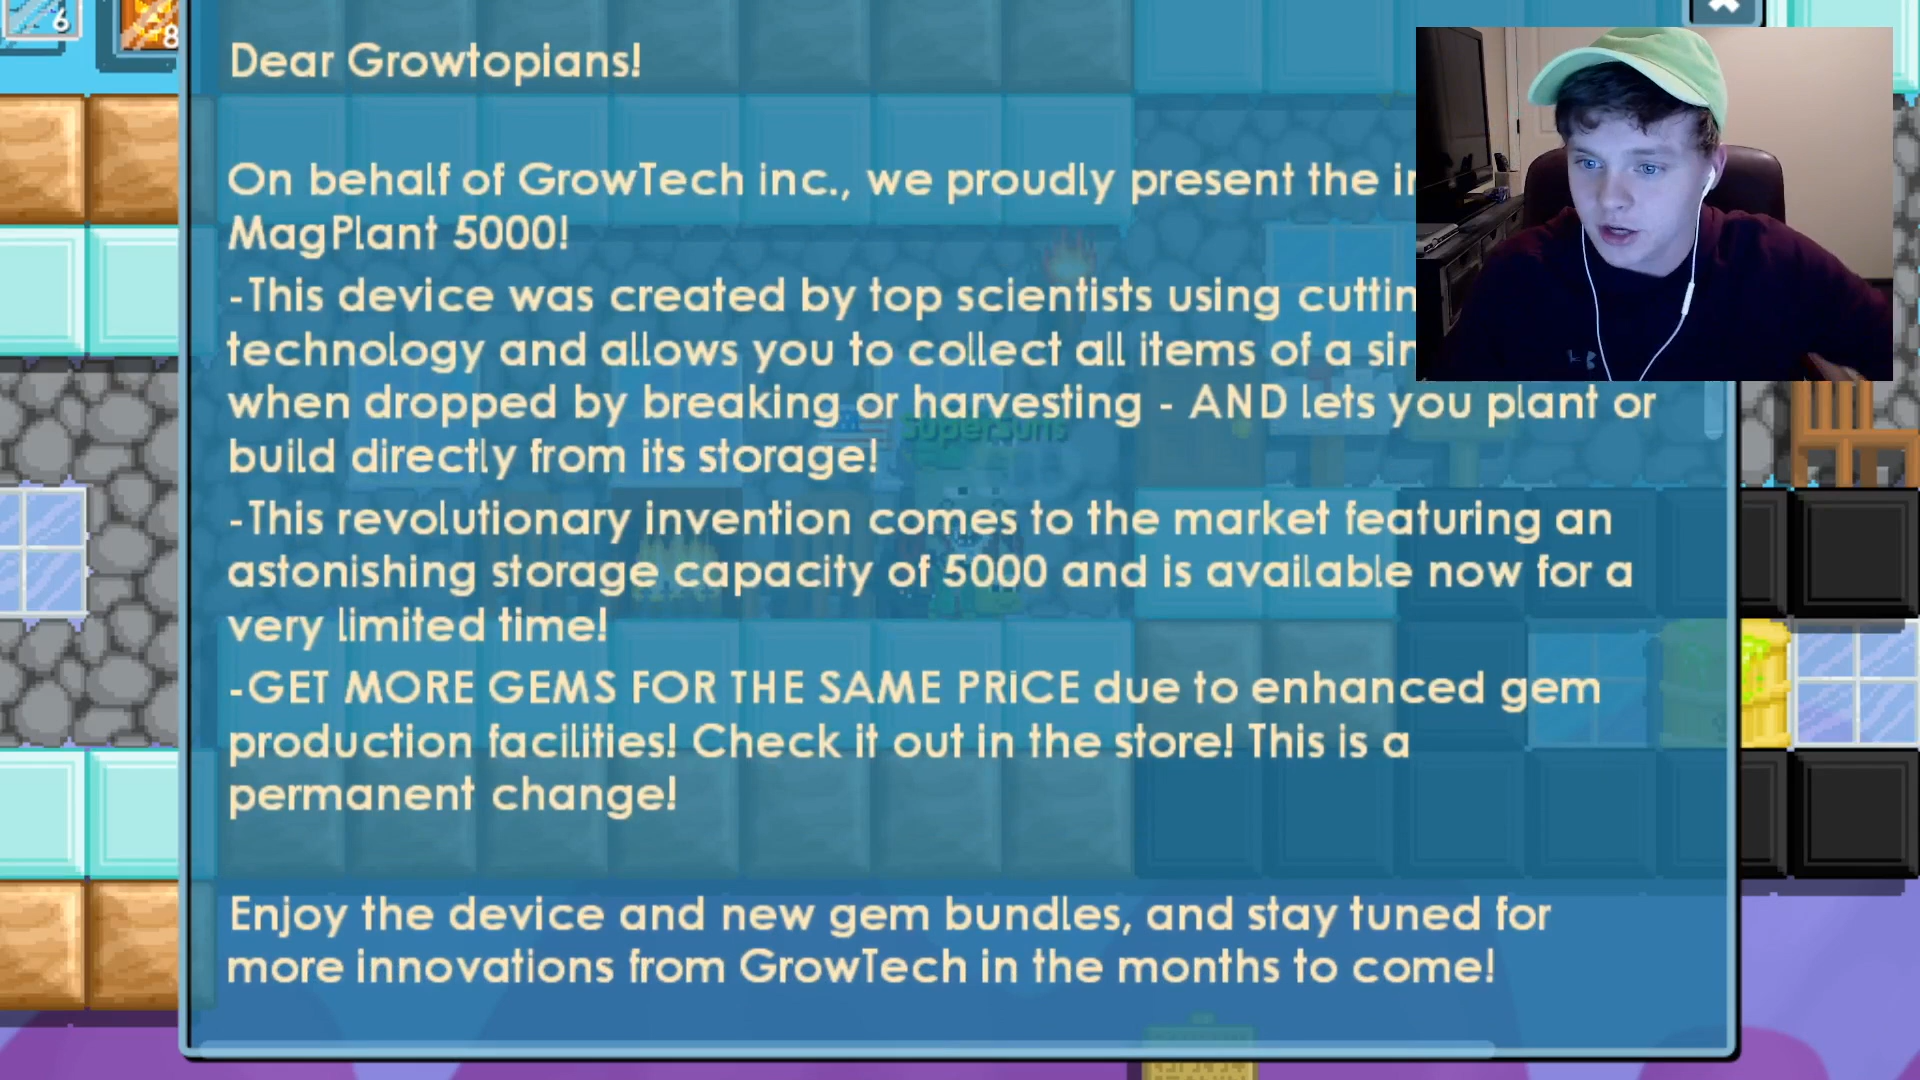 6
8
Dear Growtopians!
On behalf of GrowTech inc., we proudly present the
MagPlant 5000!
-This device was created by top scientists using
technology and allows you to collect all items of a
when dropped by breaking or harvesting - AND lets you plant or
SuperSuns
build directly from its storage!
-This revolutionary invention comes to the market featuring an
astonishing storage capacity of 5000 and is available now for a
very limited time!
-GET MORE GEMS FOR THE SAME PRICE due to enhanced gem
production facilities! Check it out in the store! This is a
permanent change!
Enjoy the device and new gem bundles, and stay tuned for
more innovations from GrowTech in the months to come!